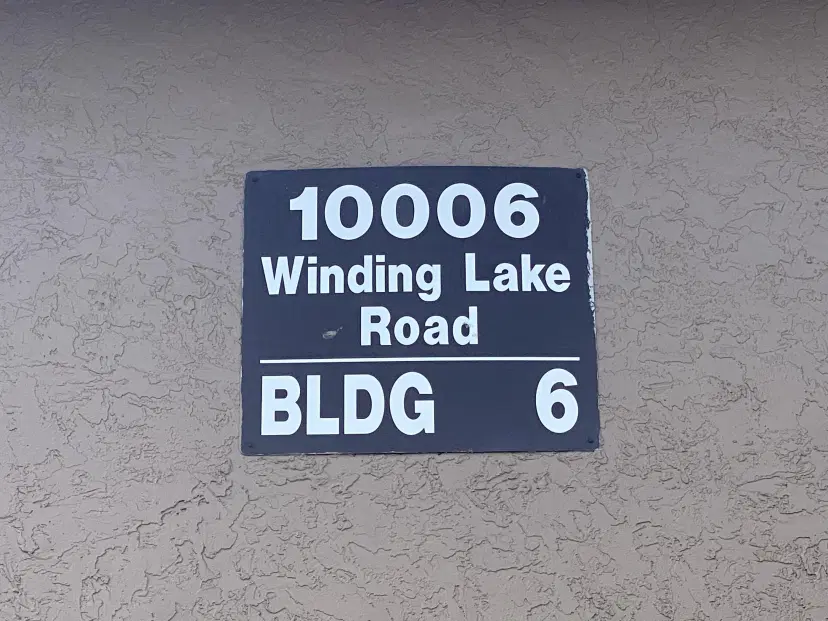 10006
Winding Lake
Road
BLDG 6